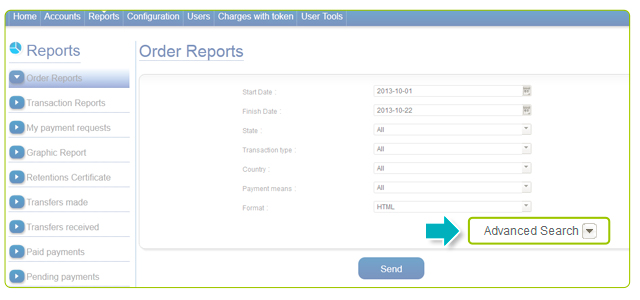 Home Accounts Reports Configuration Users Charges with token User Tools
Reports
Order Reports
Transaction Reports
My payment requests
Graphic Report
Retentions Certificate
Transfers made
Transfers received
Paid payments
Pending payments
Order Reports
Start Date : 2013-10-01
Finish Date : 2013-10-22
State : All
Transaction type : All
Country : All
Payment means : All
Format : HTML
Advanced Search
Send